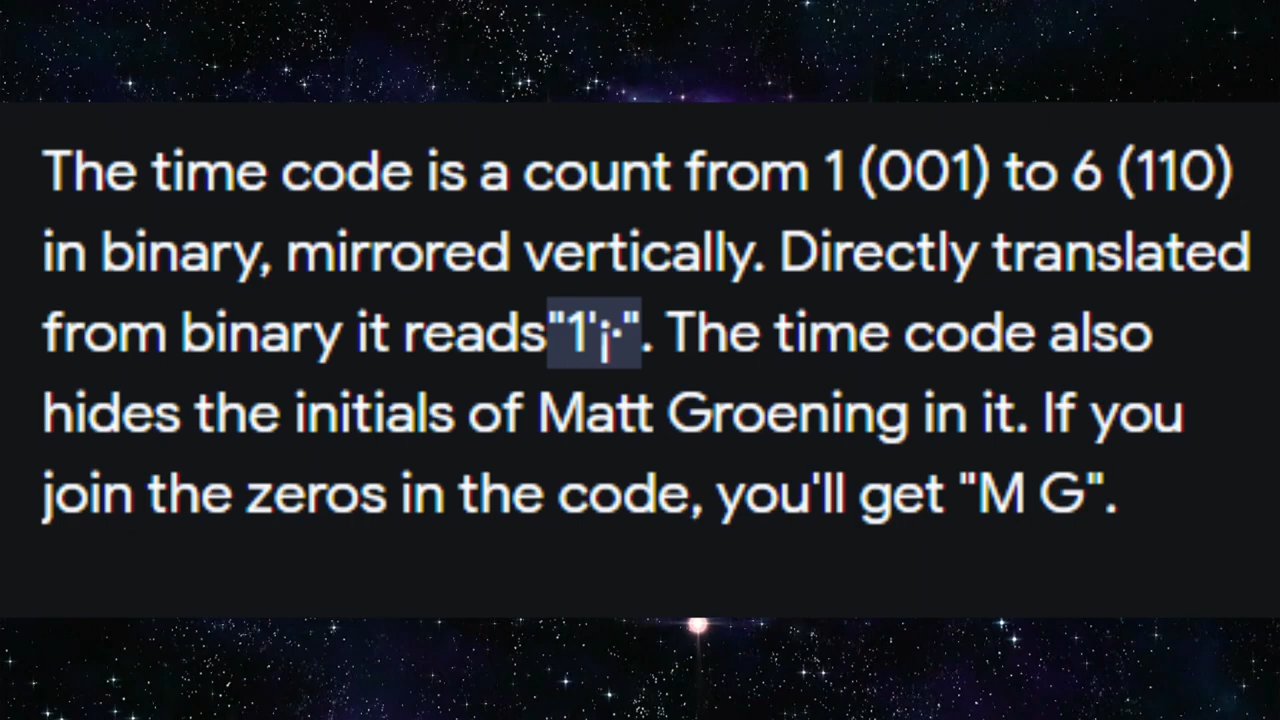 The time code is a count from 1 (001) to 6 (110)
in binary, mirrored vertically. Directly translated
from binary it reads"1'¡·". The time code also
hides the initials of Matt Groening in it. If you
join the zeros in the code, you'll get "M G".